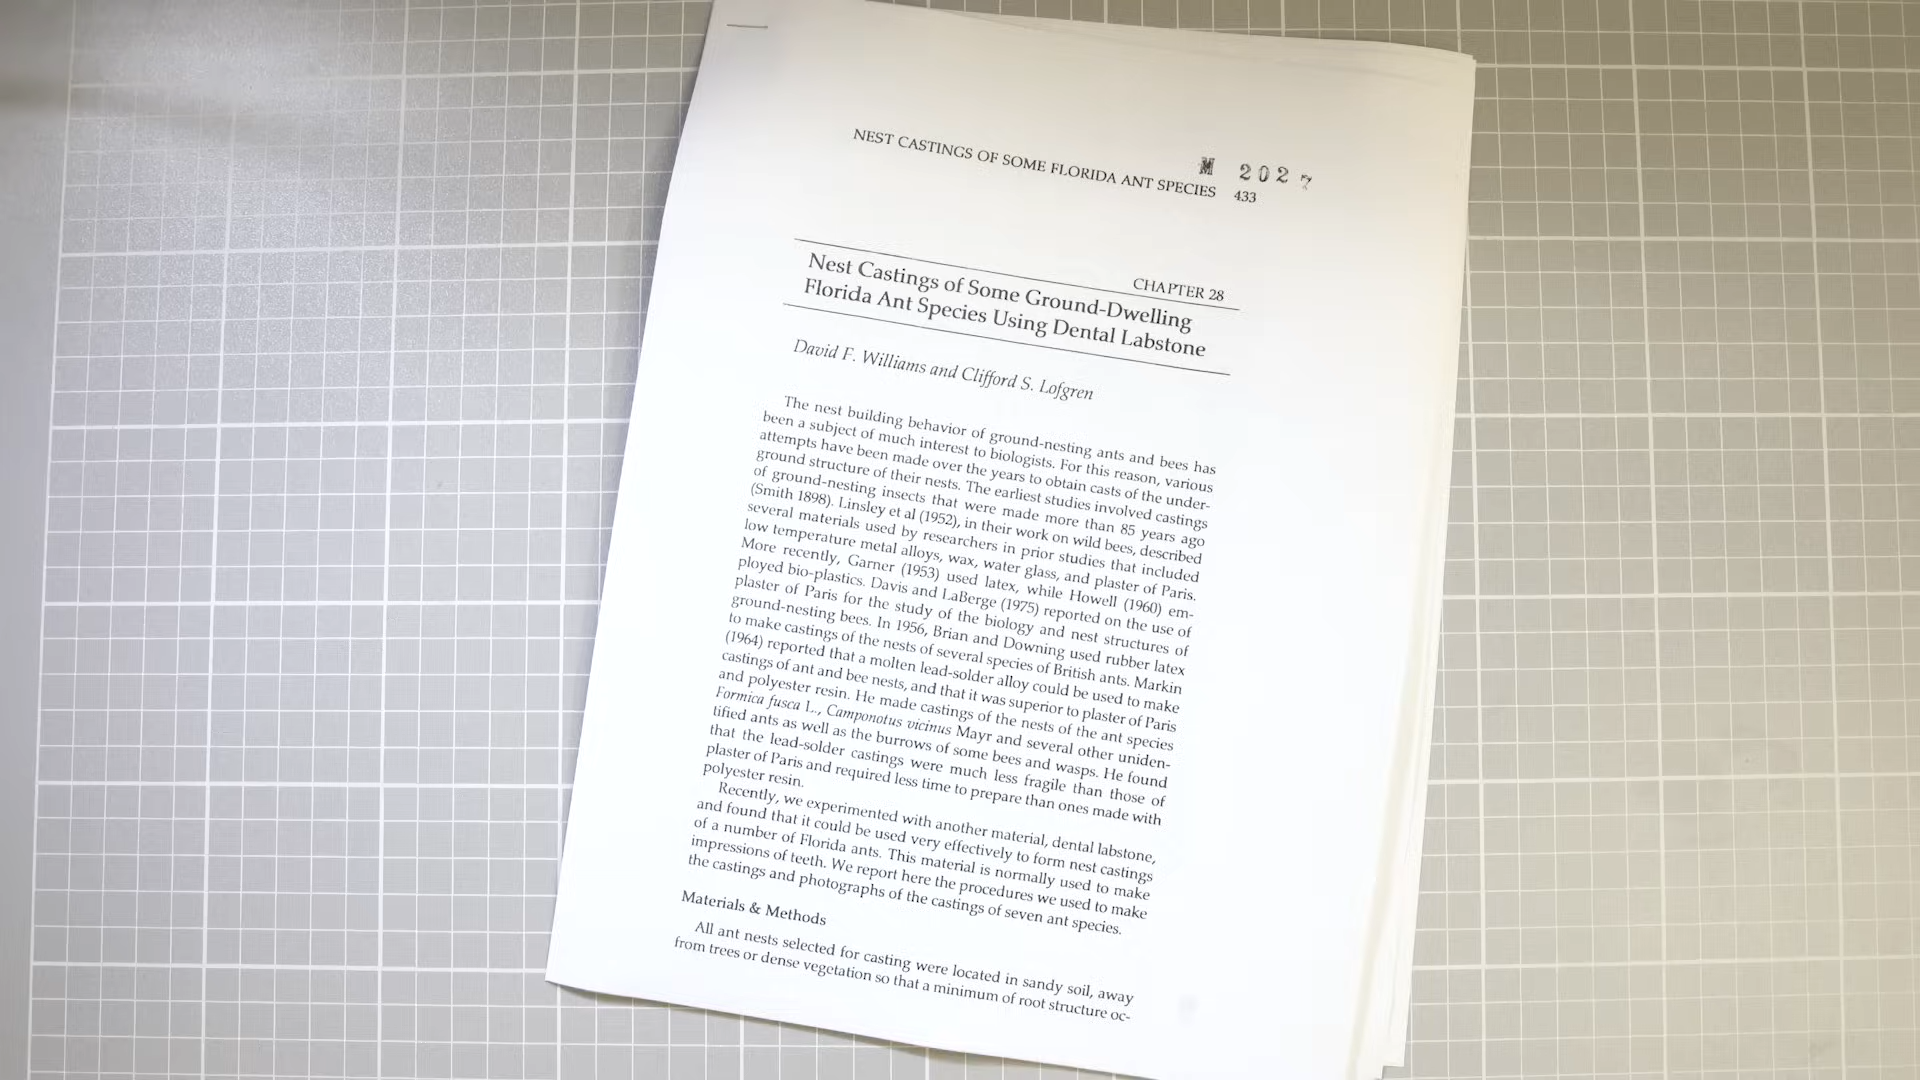 M 2027
NEST CASTINGS OF SOME FLORIDA ANT SPECIES 433
CHAPTER 28
Nest Castings of Some Ground-Dwelling
Florida Ant Species Using Dental Labstone
David F. Williams and Clifford S. Lofgren
The nest building behavior of ground-nesting ants and bees has
been a subject of much interest to biologists. For this reason, various
attempts have been made over the years to obtain casts of the under-
ground structure of their nests. The earliest studies involved castings
of ground-nesting insects that were made more than 85 years ago
(Smith 1898). Linsley et al (1952), in their work on wild bees, described
several materials used by researchers in prior studies that included
low temperature metal alloys, wax, water glass, and plaster of Paris.
More recently, Garner (1953) used latex, while Howell (1960) em-
ployed bio-plastics. Davis and LaBerge (1975) reported on the use of
plaster of Paris for the study of the biology and nest structures of
ground-nesting bees. In 1956, Brian and Downing used rubber latex
to make castings of the nests of several species of British ants. Markin
(1964) reported that a molten lead-solder alloy could be used to make
castings of ant and bee nests, and that it was superior to plaster of Paris
and polyester resin. He made castings of the nests of the ant species
Formica fusca L., Camponotus vicinus Mayr and several other uniden-
tified ants as well as the burrows of some bees and wasps. He found
that the lead-solder castings were much less fragile than those of
plaster of Paris and required less time to prepare than ones made with
polyester resin.
Recently, we experimented with another material, dental labstone,
and found that it could be used very effectively to form nest castings
of a number of Florida ants. This material is normally used to make
impressions of teeth. We report here the procedures we used to make
the castings and photographs of the castings of seven ant species.
Materials & Methods
All ant nests selected for casting were located in sandy soil, away
from trees or dense vegetation so that a minimum of root structure oc-